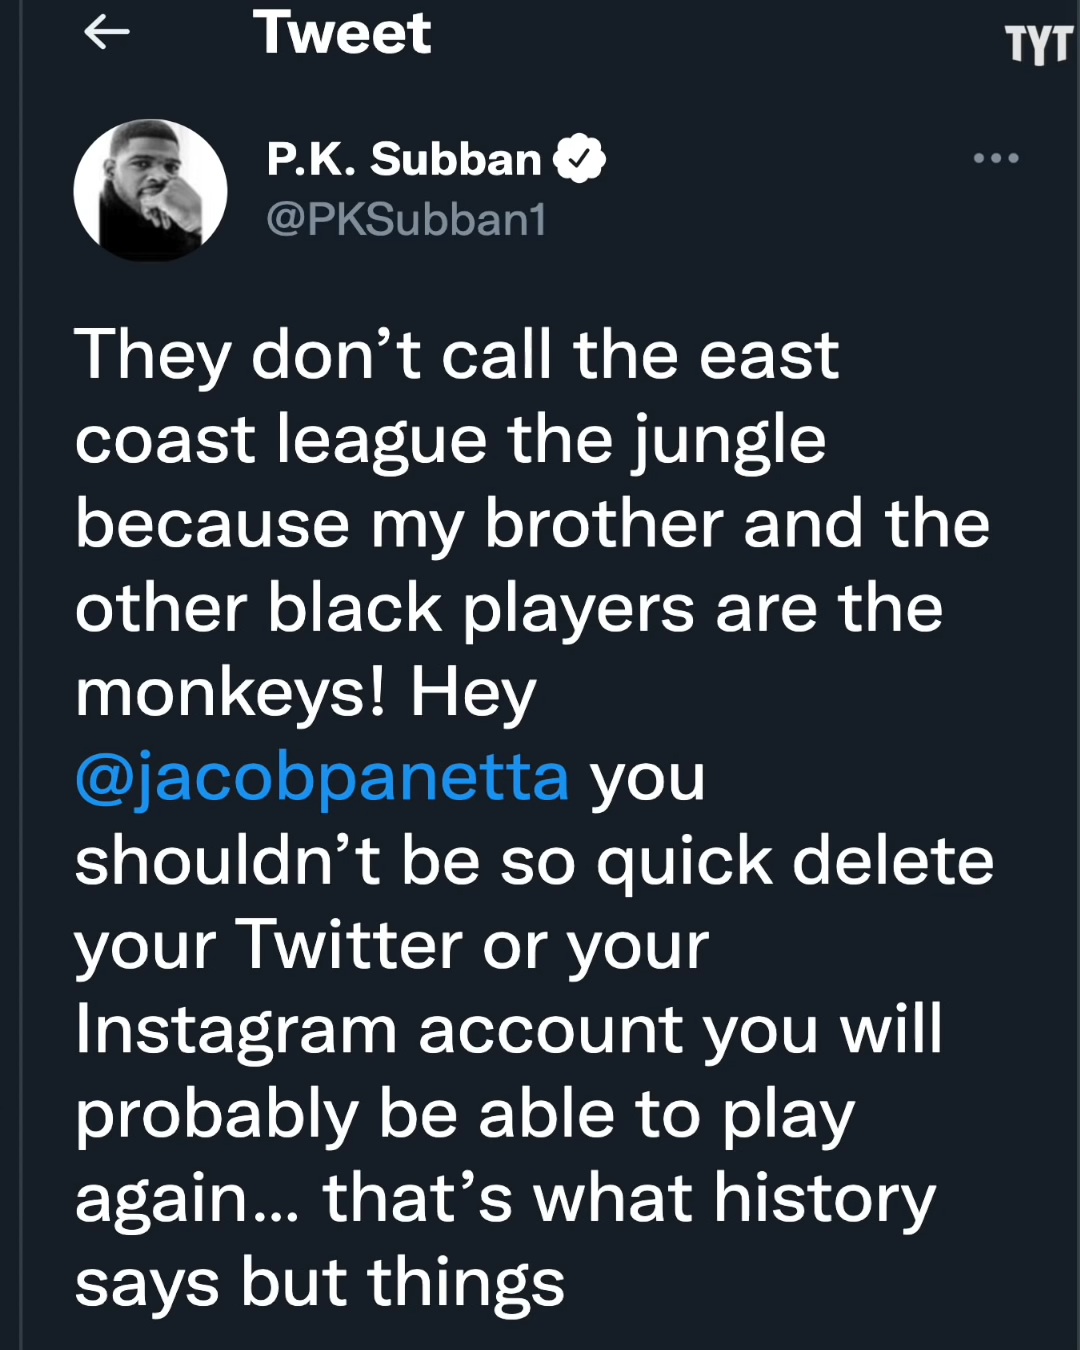 Tweet
TYT
P.K. Subban
@PKSubban1
They don’t call the east
coast league the jungle
because my brother and the
other black players are the
monkeys! Hey
@jacobpanetta you
shouldn’t be so quick delete
your Twitter or your
Instagram account you will
probably be able to play
again... that’s what history
says but things